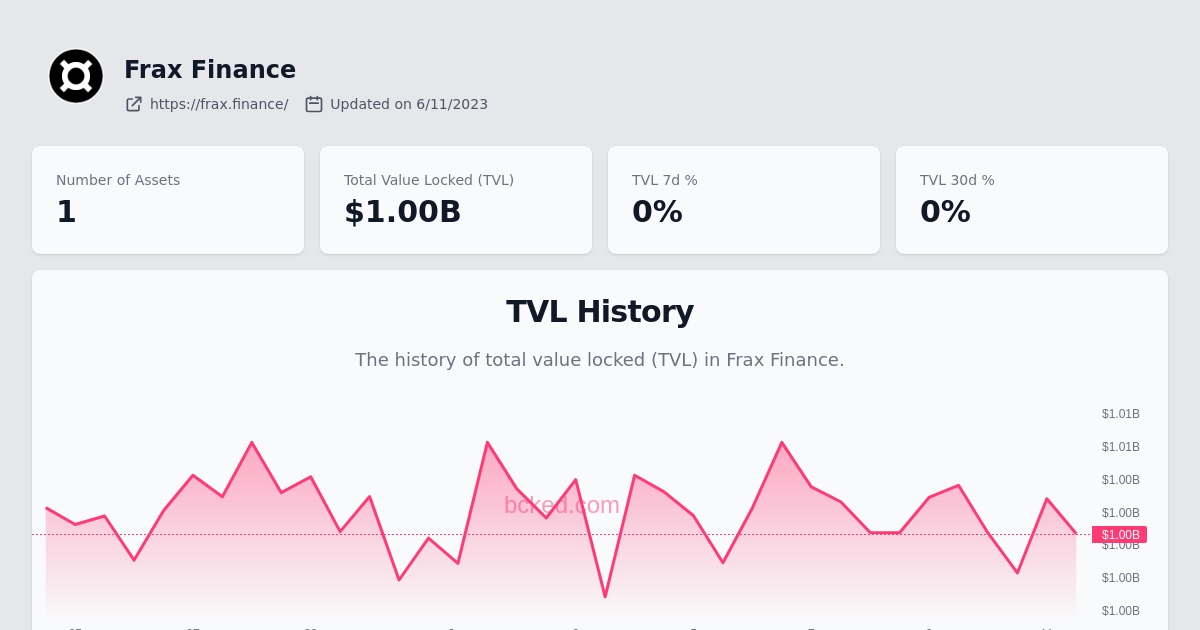 Frax Finance
https://frax.finance/ Updated on 6/11/2023
Number of Assets
1
Total Value Locked (TVL)
$1.00B
TVL 7d %
0%
TVL 30d %
0%
TVL History
The history of total value locked (TVL) in Frax Finance.
$1.01B
$1.01B
$1.00B
bcked.com
$1.00B
$1.00B
$1.00B
$1.00B
$1.00B